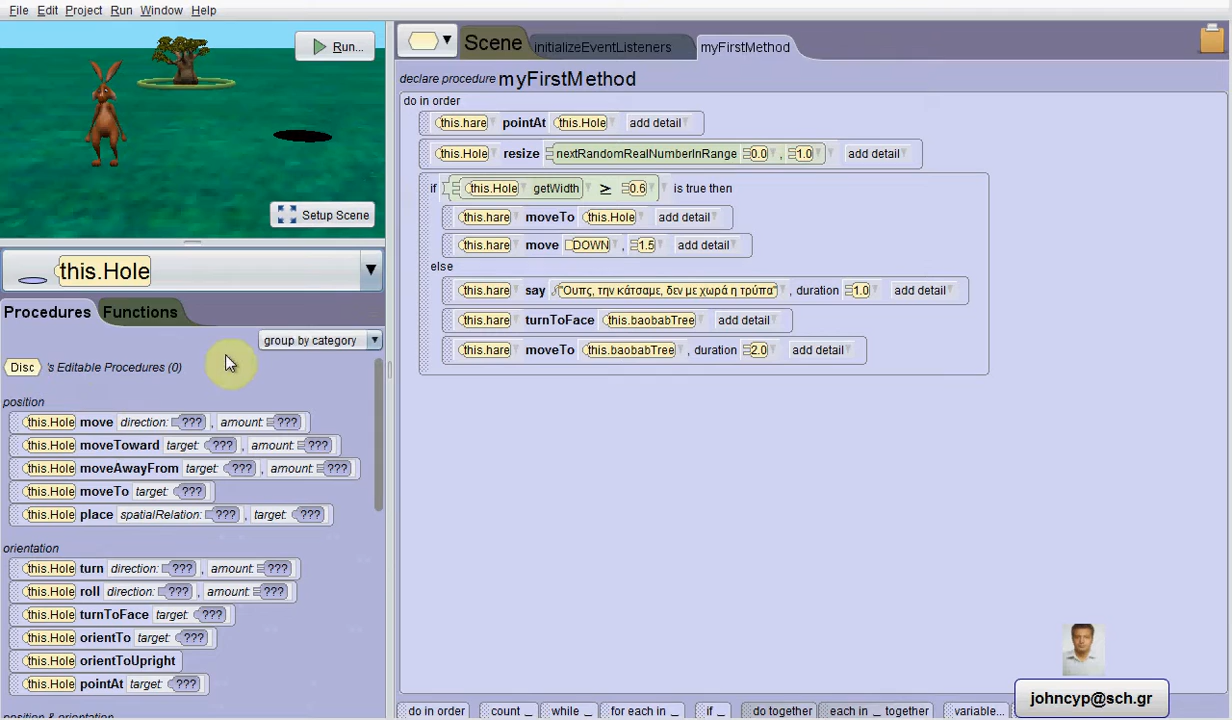 File Edit Project Run Window Help
Run...
Setup Scene
this.Hole
Procedures Functions
group by category
Disc 's Editable Procedures (0)
position
this.Hole move direction: ??? , amount: ???
this.Hole moveToward target: ??? , amount: ???
this.Hole moveAwayFrom target: ??? , amount: ???
this.Hole moveTo target: ???
this.Hole place spatialRelation: ??? , target: ???
orientation
this.Hole turn direction: ??? , amount: ???
this.Hole roll direction: ??? , amount: ???
this.Hole turnToFace target: ???
this.Hole orientTo target: ???
this.Hole orientToUpright
this.Hole pointAt target: ???
position & orientation
Scene initializeEventListeners myFirstMethod
declare procedure myFirstMethod
do in order
this.hare pointAt this.Hole add detail
this.Hole resize nextRandomRealNumberInRange 0.0 , 1.0 add detail
if this.Hole getWidth ≥ 0.6 is true then
this.hare moveTo this.Hole add detail
this.hare move DOWN , 1.5 add detail
else
this.hare say "Ουπς, την κάτσαμε, δεν με χωρά η τρύπα" , duration 1.0 add detail
this.hare turnToFace this.baobabTree add detail
this.hare moveTo this.baobabTree , duration 2.0 add detail
do in order count _ while _ for each in _ if _ do together each in _ together variable...
johncyp@sch.gr